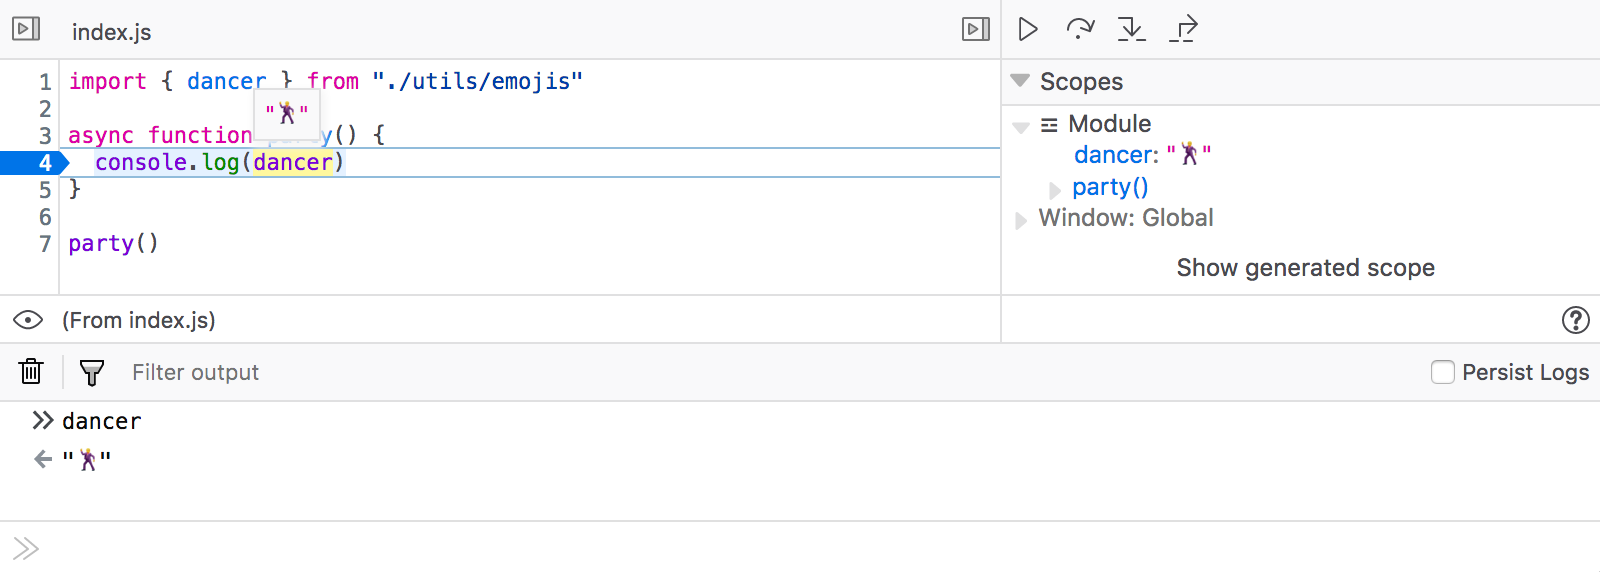 index.js
1 import { dancer } from "./utils/emojis"
"🕺"
2
3 async function party() {
4 console.log(dancer)
5 }
6
7 party()
(From index.js)
Scopes
Module
dancer: "🕺"
party()
Window: Global
Show generated scope
?
Filter output
Persist Logs
dancer
"🕺"